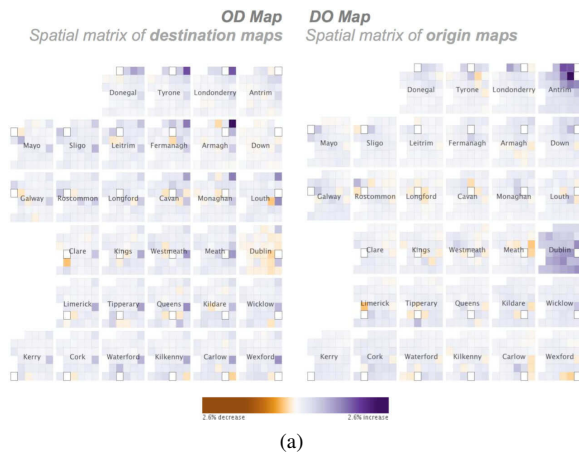 OD Map
Spatial matrix of destination maps
DO Map
Spatial matrix of origin maps
Donegal Tyrone Londonderry Antrim
Mayo Sligo Leitrim Fermanagh Armagh Down
Galway Roscommon Longford Cavan Monaghan Louth
Clare Kings Westmeath Meath Dublin
Limerick Tipperary Queens Kildare Wicklow
Kerry Cork Waterford Kilkenny Carlow Wexford
Donegal Tyrone Londonderry Antrim
Mayo Sligo Leitrim Fermanagh Armagh Down
Galway Roscommon Longford Cavan Monaghan Louth
Clare Kings Westmeath Meath Dublin
Limerick Tipperary Queens Kildare Wicklow
Kerry Cork Waterford Kilkenny Carlow Wexford
2.6% decrease 2.6% increase
(a)